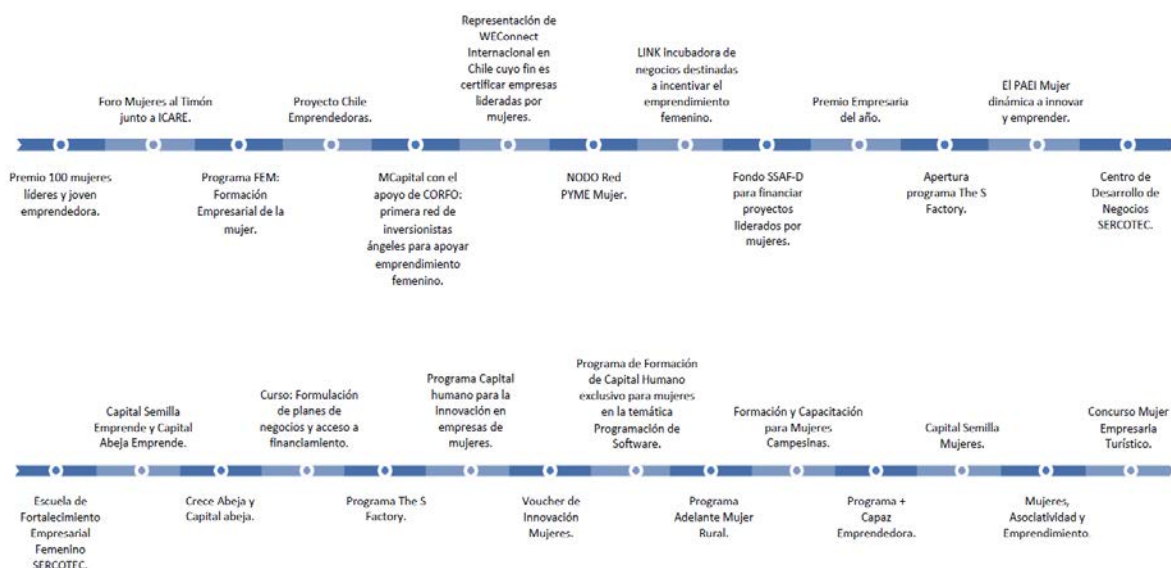 Premio 100 mujeres
líderes y joven
emprendedora.
Foro Mujeres al Timón
junto a ICARE.
Programa FEM:
Formación
Empresarial de la
mujer.
Proyecto Chile
Emprendedoras.
MCapital con el
apoyo de CORFO:
primera red de
inversionistas
ángeles para apoyar
emprendimiento
femenino.
Representación de
WEConnect
Internacional en
Chile cuyo fin es
certificar empresas
lideradas por
mujeres.
NODO Red
PYME Mujer.
LINK Incubadora de
negocios destinadas
a incentivar el
emprendimiento
femenino.
Fondo SSAF-D
para financiar
proyectos
liderados por
mujeres.
Premio Empresaria
del año.
Apertura
programa The S
Factory.
El PAEI Mujer
dinámica a innovar
y emprender.
Centro de
Desarrollo de
Negocios
SERCOTEC.
Escuela de
Fortalecimiento
Empresarial
Femenino
SERCOTEC.
Capital Semilla
Emprende y Capital
Abeja Emprende.
Crece Abeja y
Capital abeja.
Curso: Formulación
de planes de
negocios y acceso a
financiamiento.
Programa The S
Factory.
Programa Capital
humano para la
Innovación en
empresas de
mujeres.
Voucher de
Innovación
Mujeres.
Programa de Formación
de Capital Humano
exclusivo para mujeres
en la temática
Programación de
Software.
Programa
Adelante Mujer
Rural.
Formación y Capacitación
para Mujeres
Campesinas.
Programa +
Capaz
Emprendedora.
Capital Semilla
Mujeres.
Mujeres,
Asociatividad y
Emprendimiento.
Concurso Mujer
Empresaria
Turístico.